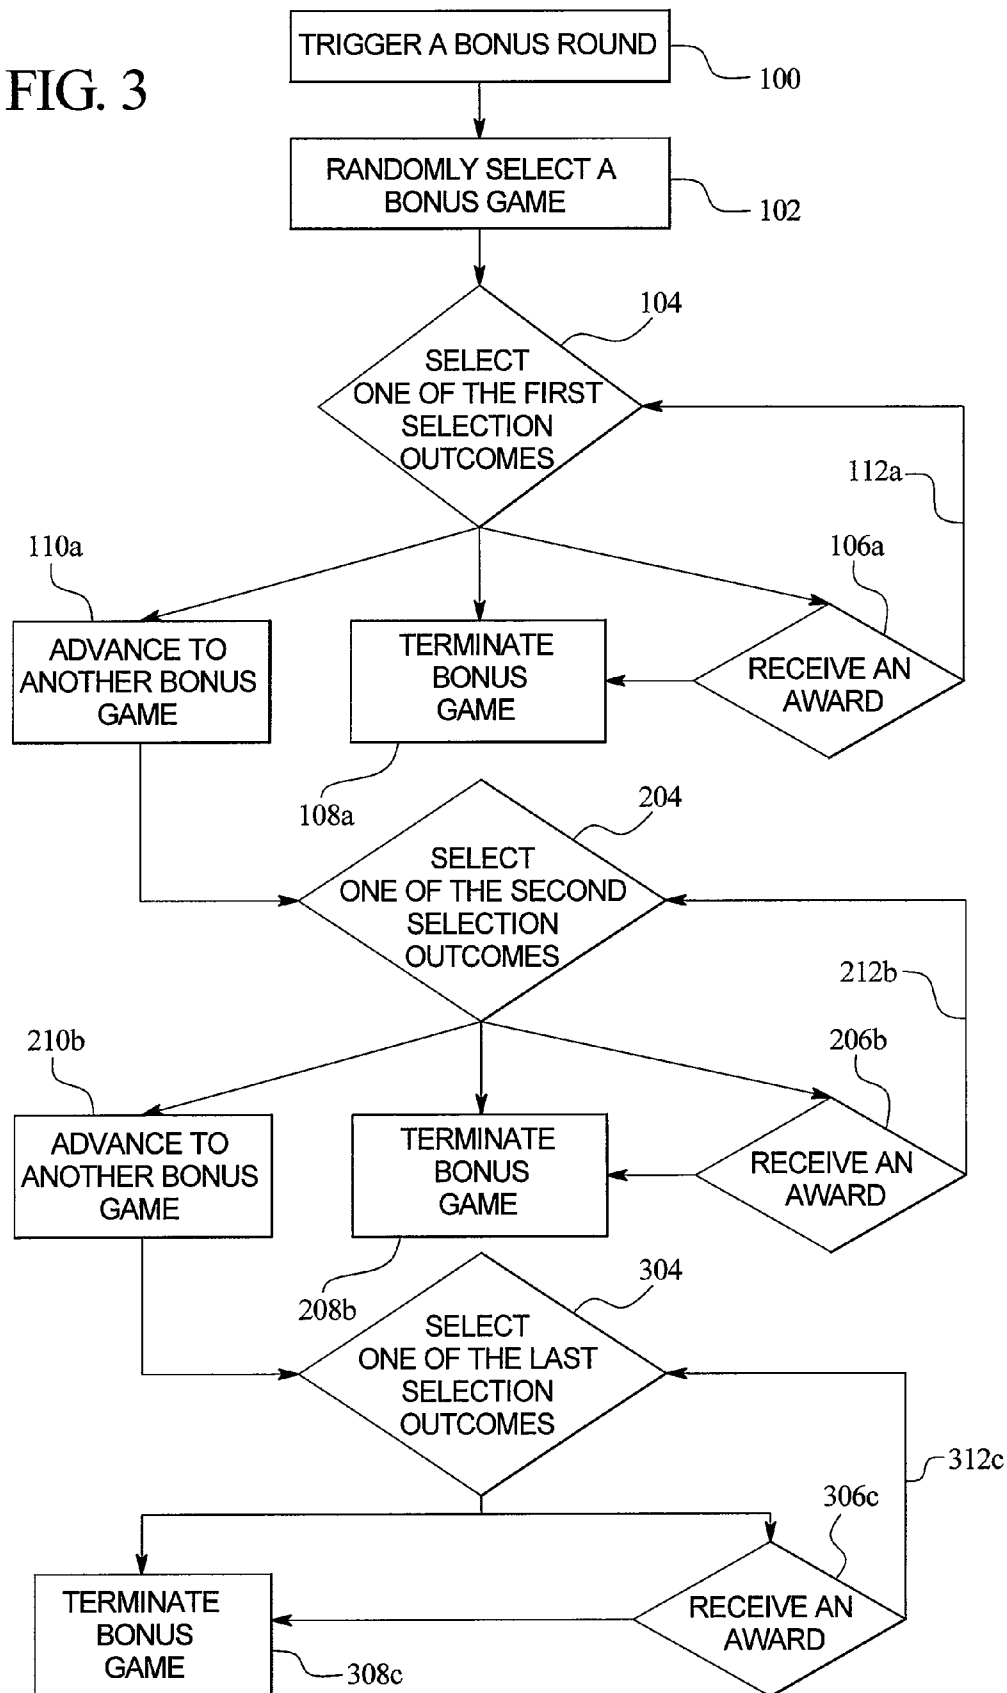 FIG. 3
TRIGGER A BONUS ROUND
100
RANDOMLY SELECT A
BONUS GAME
102
104
SELECT
ONE OF THE FIRST
SELECTION
OUTCOMES
112a
110a
106a
ADVANCE TO
ANOTHER BONUS
GAME
TERMINATE
BONUS
GAME
RECEIVE AN
AWARD
108a
204
SELECT
ONE OF THE SECOND
SELECTION
OUTCOMES
212b
210b
206b
ADVANCE TO
ANOTHER BONUS
GAME
TERMINATE
BONUS
GAME
RECEIVE AN
AWARD
208b
304
SELECT
ONE OF THE LAST
SELECTION
OUTCOMES
312c
306c
TERMINATE
BONUS
GAME
RECEIVE AN
AWARD
308c